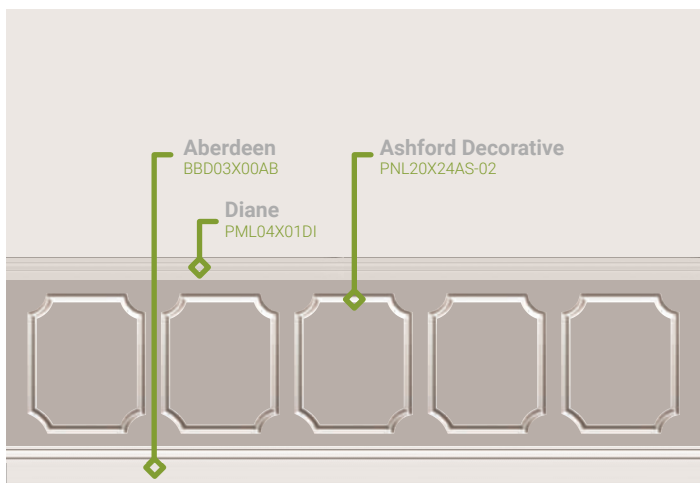 Aberdeen
BBD03X00AB
Ashford Decorative
PNL20X24AS-02
Diane
PML04X01DI